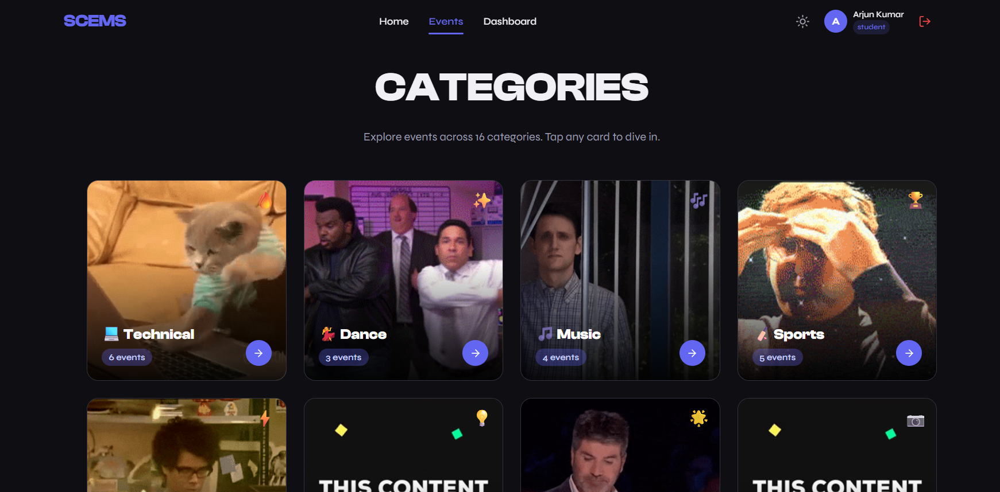 SCEMS
Home
Events
Dashboard
A
Arjun Kumar
student
CATEGORIES
Explore events across 16 categories. Tap any card to dive in.
Technical
6 events
Dance
3 events
Music
4 events
Sports
5 events
THIS CONTENT
THIS CONTENT